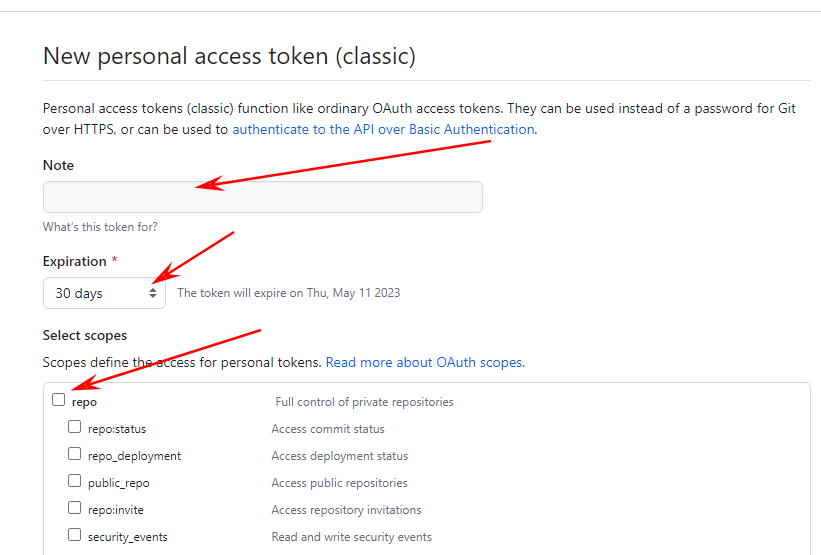 New personal access token (classic)
Personal access tokens (classic) function like ordinary OAuth access tokens. They can be used instead of a password for Git
over HTTPS, or can be used to authenticate to the API over Basic Authentication.
Note
What's this token for?
Expiration *
30 days The token will expire on Thu, May 11 2023
Select scopes
Scopes define the access for personal tokens. Read more about OAuth scopes.
repo Full control of private repositories
repo:status Access commit status
repo_deployment Access deployment status
public_repo Access public repositories
repo:invite Access repository invitations
security_events Read and write security events